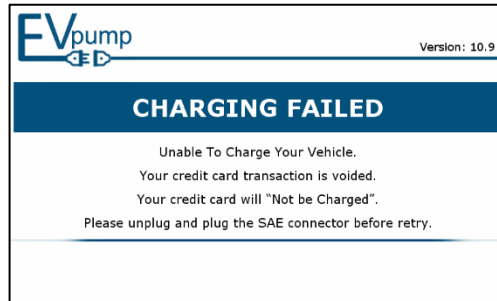 EVpump
Version: 10.9
CHARGING FAILED
Unable To Charge Your Vehicle.
Your credit card transaction is voided.
Your credit card will “Not be Charged”.
Please unplug and plug the SAE connector before retry.